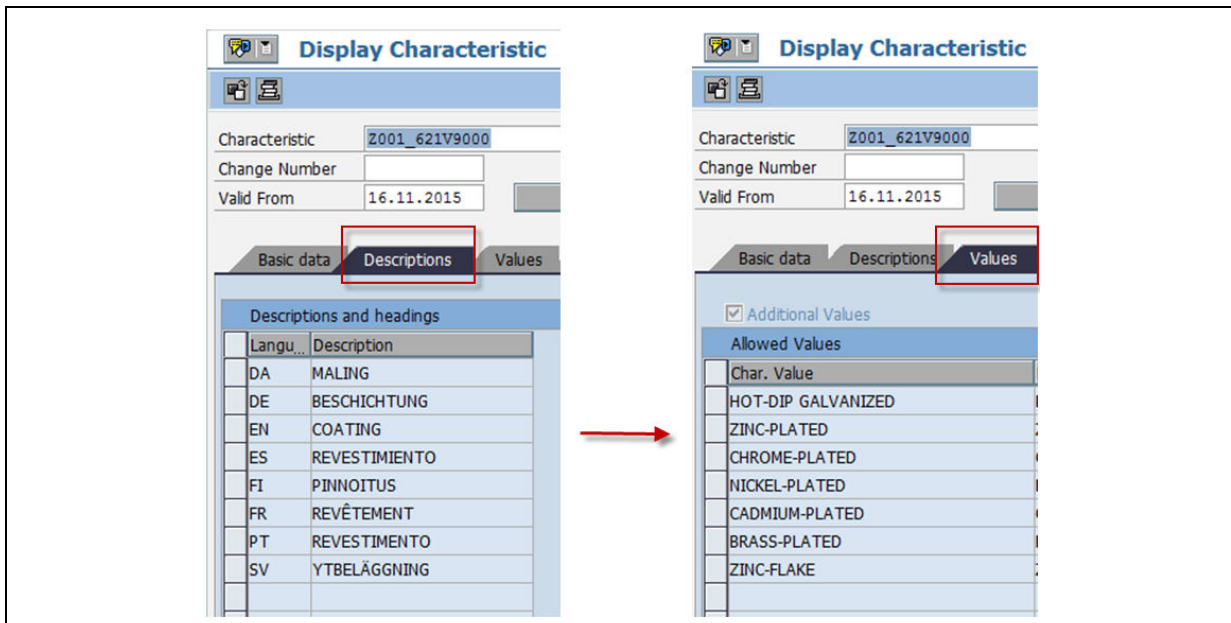 Display Characteristic
Characteristic Z001_621V9000
Change Number
Valid From 16.11.2015
Basic data Descriptions Values
Descriptions and headings
Langu... Description
DA MALING
DE BESCHICHTUNG
EN COATING
ES REVESTIMIENTO
FI PINNOITUS
FR REVÊTEMENT
PT REVESTIMENTO
SV YTBELÄGGNING
Display Characteristic
Characteristic Z001_621V9000
Change Number
Valid From 16.11.2015
Basic data Descriptions Values
Additional Values
Allowed Values
Char. Value
HOT-DIP GALVANIZED
ZINC-PLATED
CHROME-PLATED
NICKEL-PLATED
CADMIUM-PLATED
BRASS-PLATED
ZINC-FLAKE